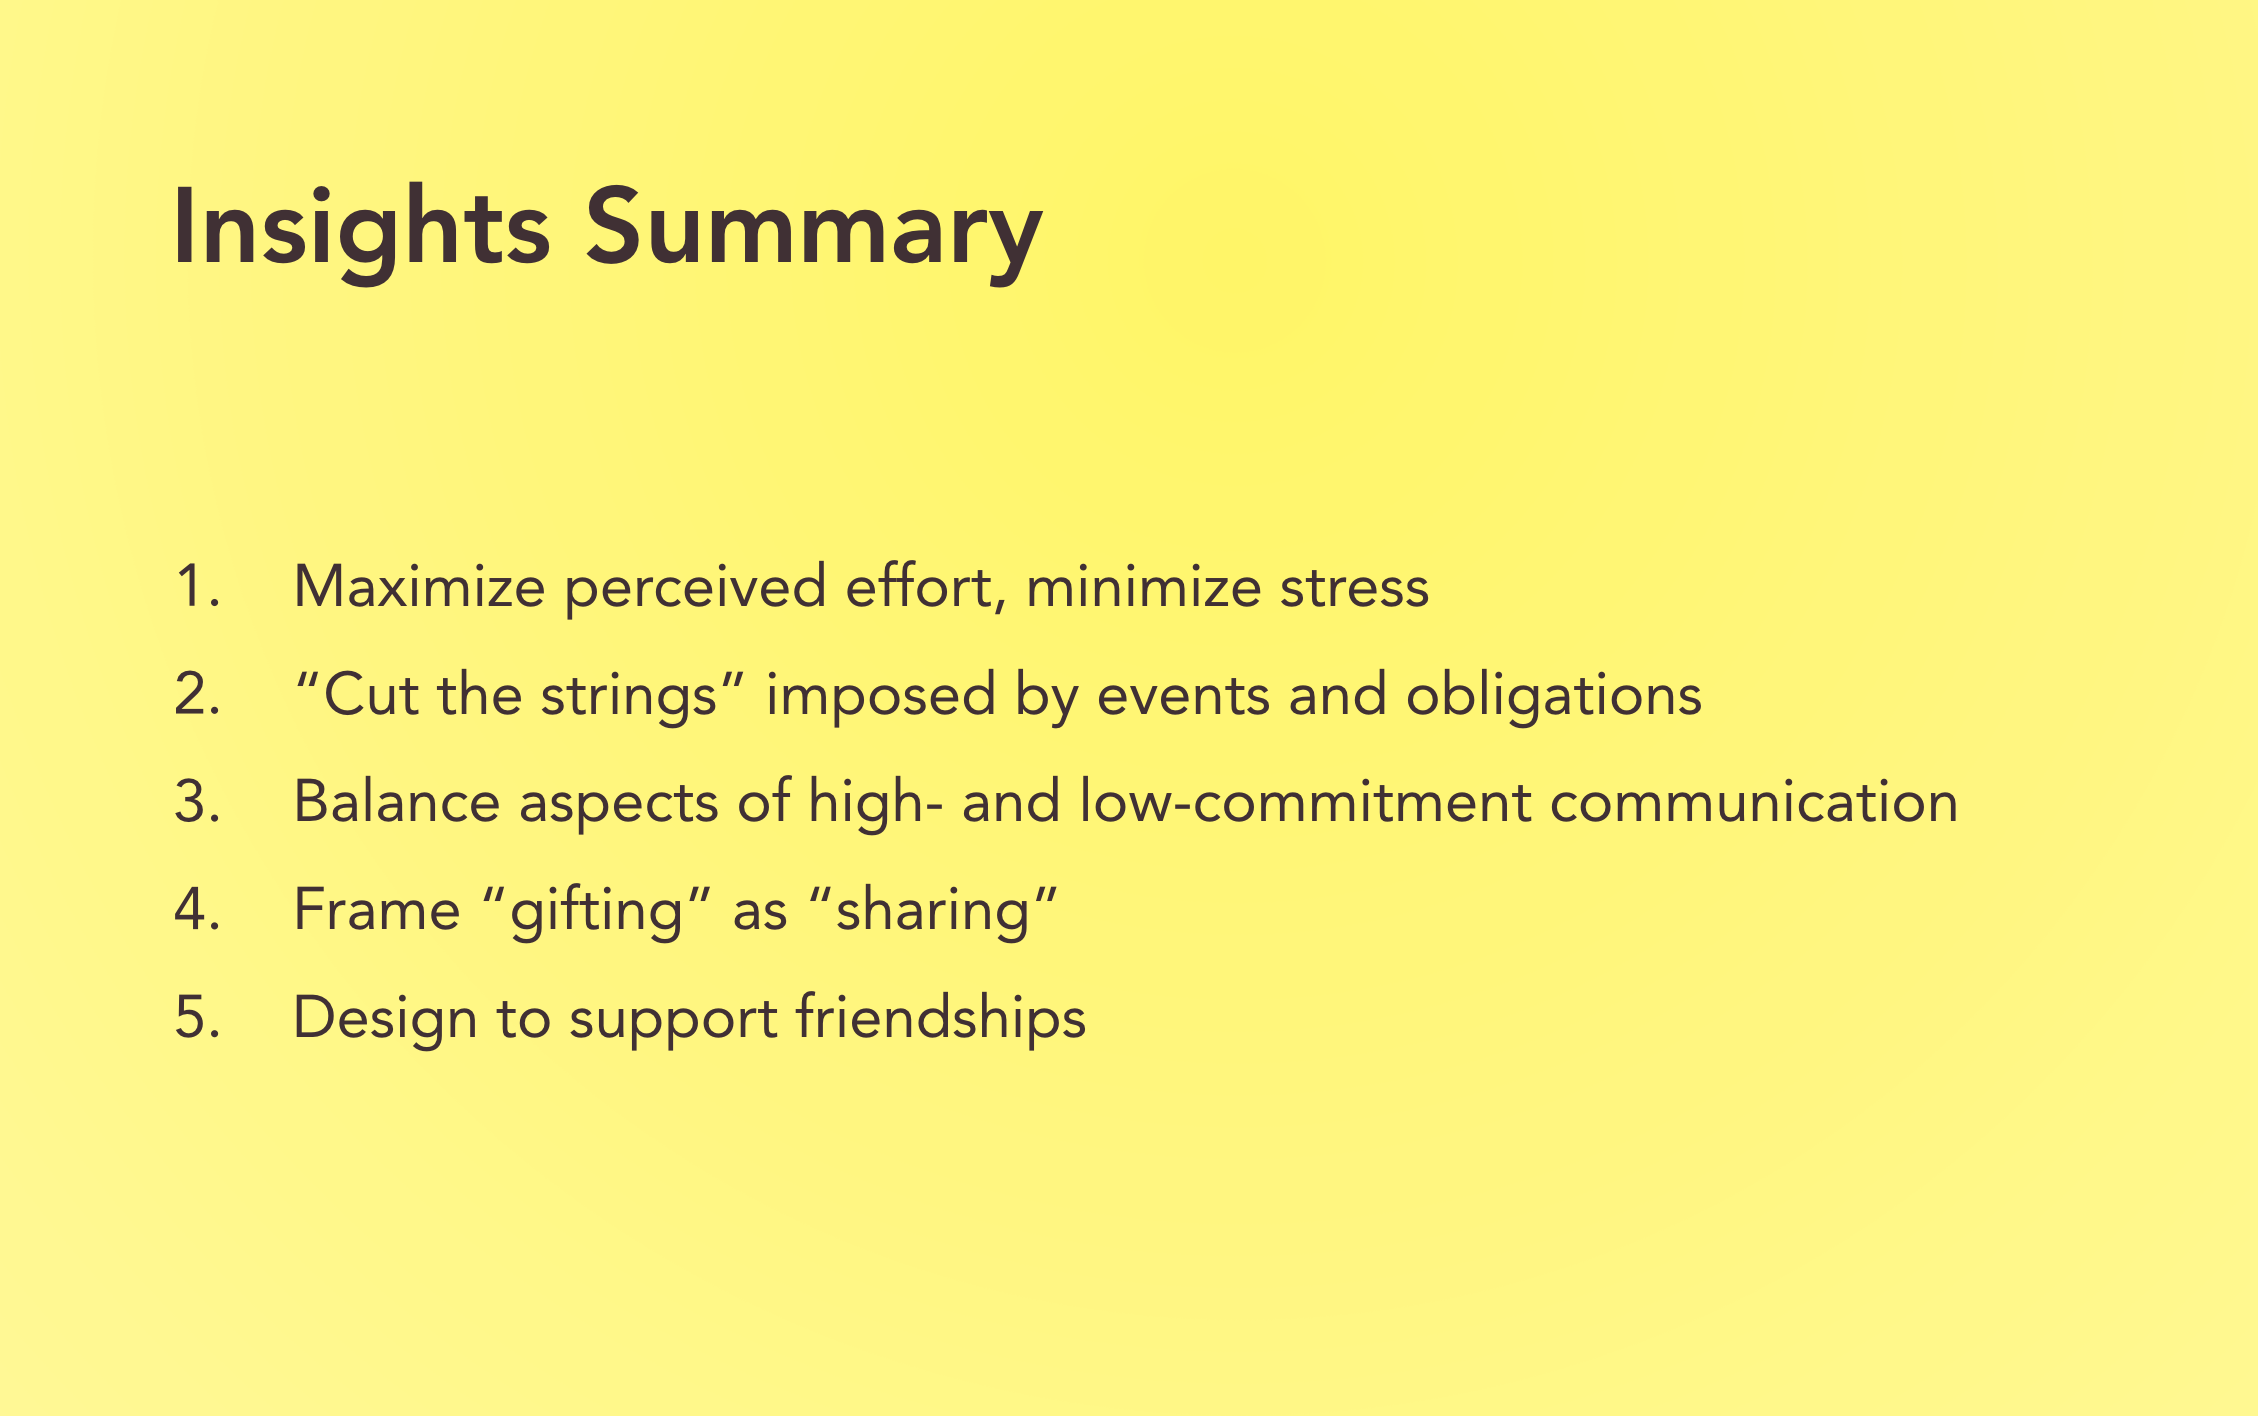 Insights Summary
1. Maximize perceived effort, minimize stress
2. “Cut the strings” imposed by events and obligations
3. Balance aspects of high- and low-commitment communication
4. Frame “gifting” as “sharing”
5. Design to support friendships